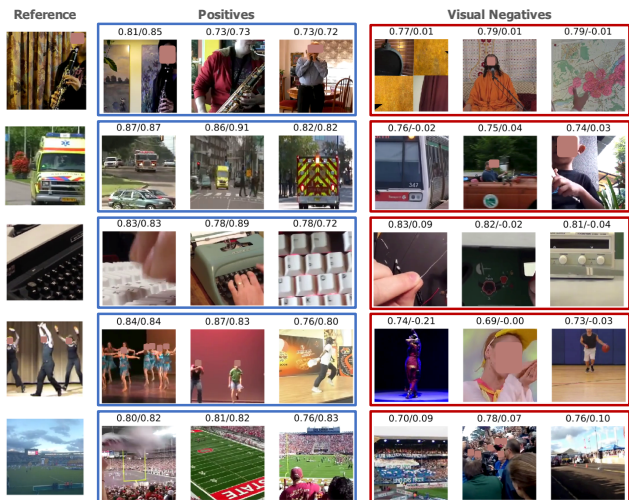 Reference Positives Visual Negatives
0.81/0.85 0.73/0.73 0.73/0.72 0.77/0.01 0.79/0.01 0.79/-0.01
0.87/0.87 0.86/0.91 0.82/0.82 0.76/-0.02 0.75/0.04 0.74/0.03
347
0.83/0.83 0.78/0.89 0.78/0.72 0.83/0.09 0.82/-0.02 0.81/-0.04
0.84/0.84 0.87/0.83 0.76/0.80 0.74/-0.21 0.69/-0.00 0.73/-0.03
0.80/0.82 0.81/0.82 0.76/0.83 0.70/0.09 0.78/0.07 0.76/0.10
STATE